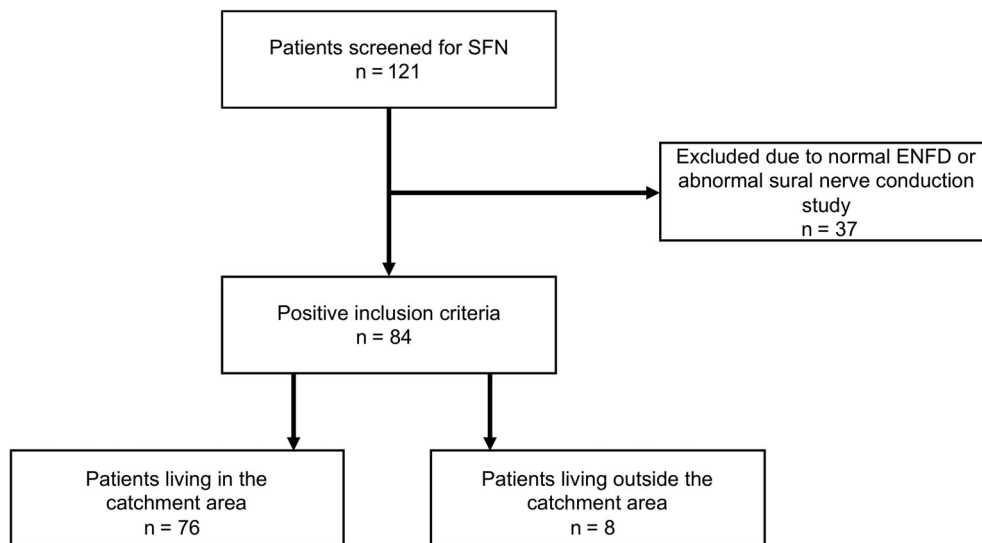 Patients screened for SFN
n = 121
Excluded due to normal ENFD or
abnormal sural nerve conduction
study
n = 37
Positive inclusion criteria
n = 84
Patients living in the
catchment area
n = 76
Patients living outside the
catchment area
n = 8